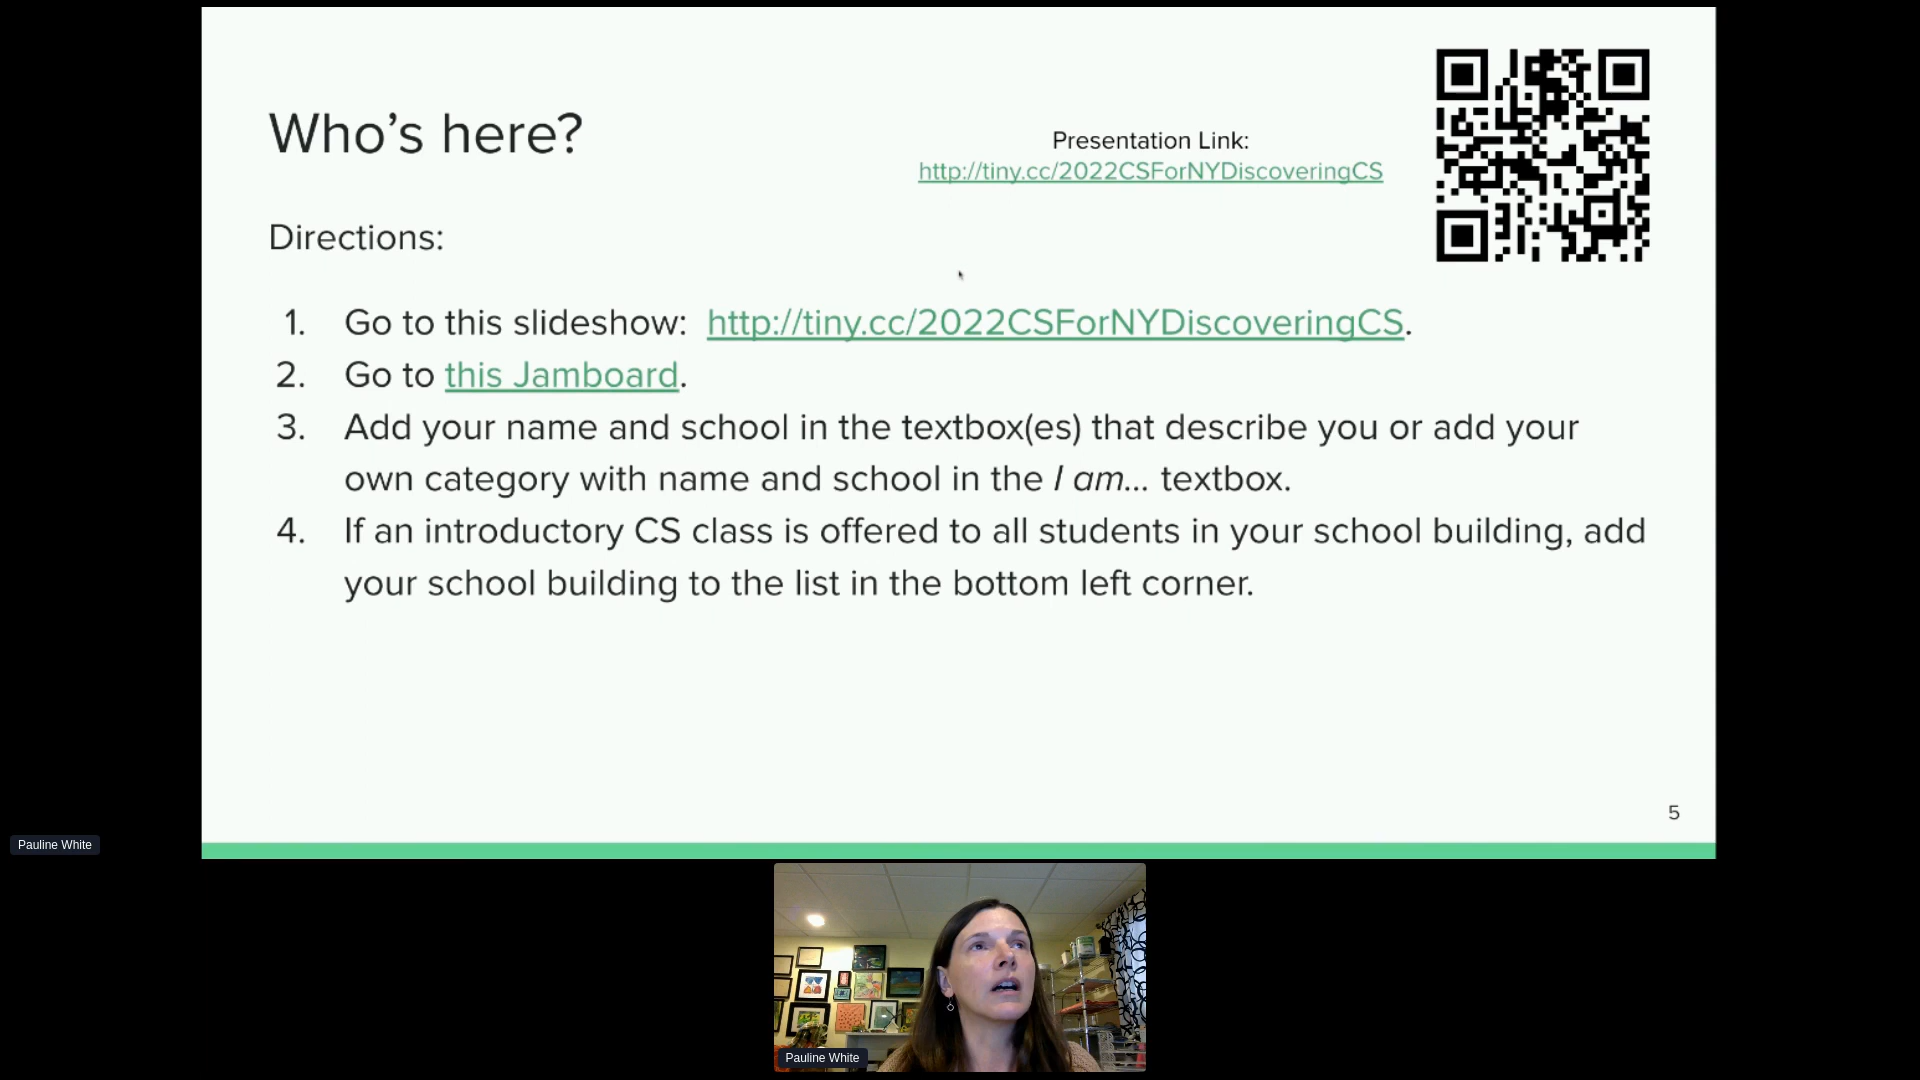 Who's here?
Presentation Link:
http://tiny.cc/2022CSForNYDiscoveringCS
Directions:
1. Go to this slideshow: http://tiny.cc/2022CSForNYDiscoveringCS.
2. Go to this Jamboard.
3. Add your name and school in the textbox(es) that describe you or add your
own category with name and school in the I am... textbox.
4. If an introductory CS class is offered to all students in your school building, add
your school building to the list in the bottom left corner.
5
Pauline White
Pauline White